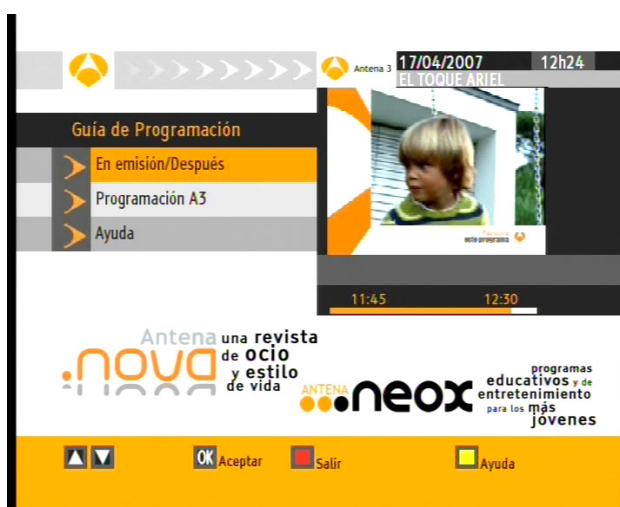 Antena 3
17/04/2007 12h24
EL TOQUE ARIEL
Guía de Programación
En emisión/Después
Programación A3
Ayuda
este programa
11:45 12:30
Antena
.nova
una revista
de ocio
y estilo
de vida
ANTENA
.neox
programas
educativos y de
entretenimiento
para los más
jóvenes
OK Aceptar
Salir
Ayuda